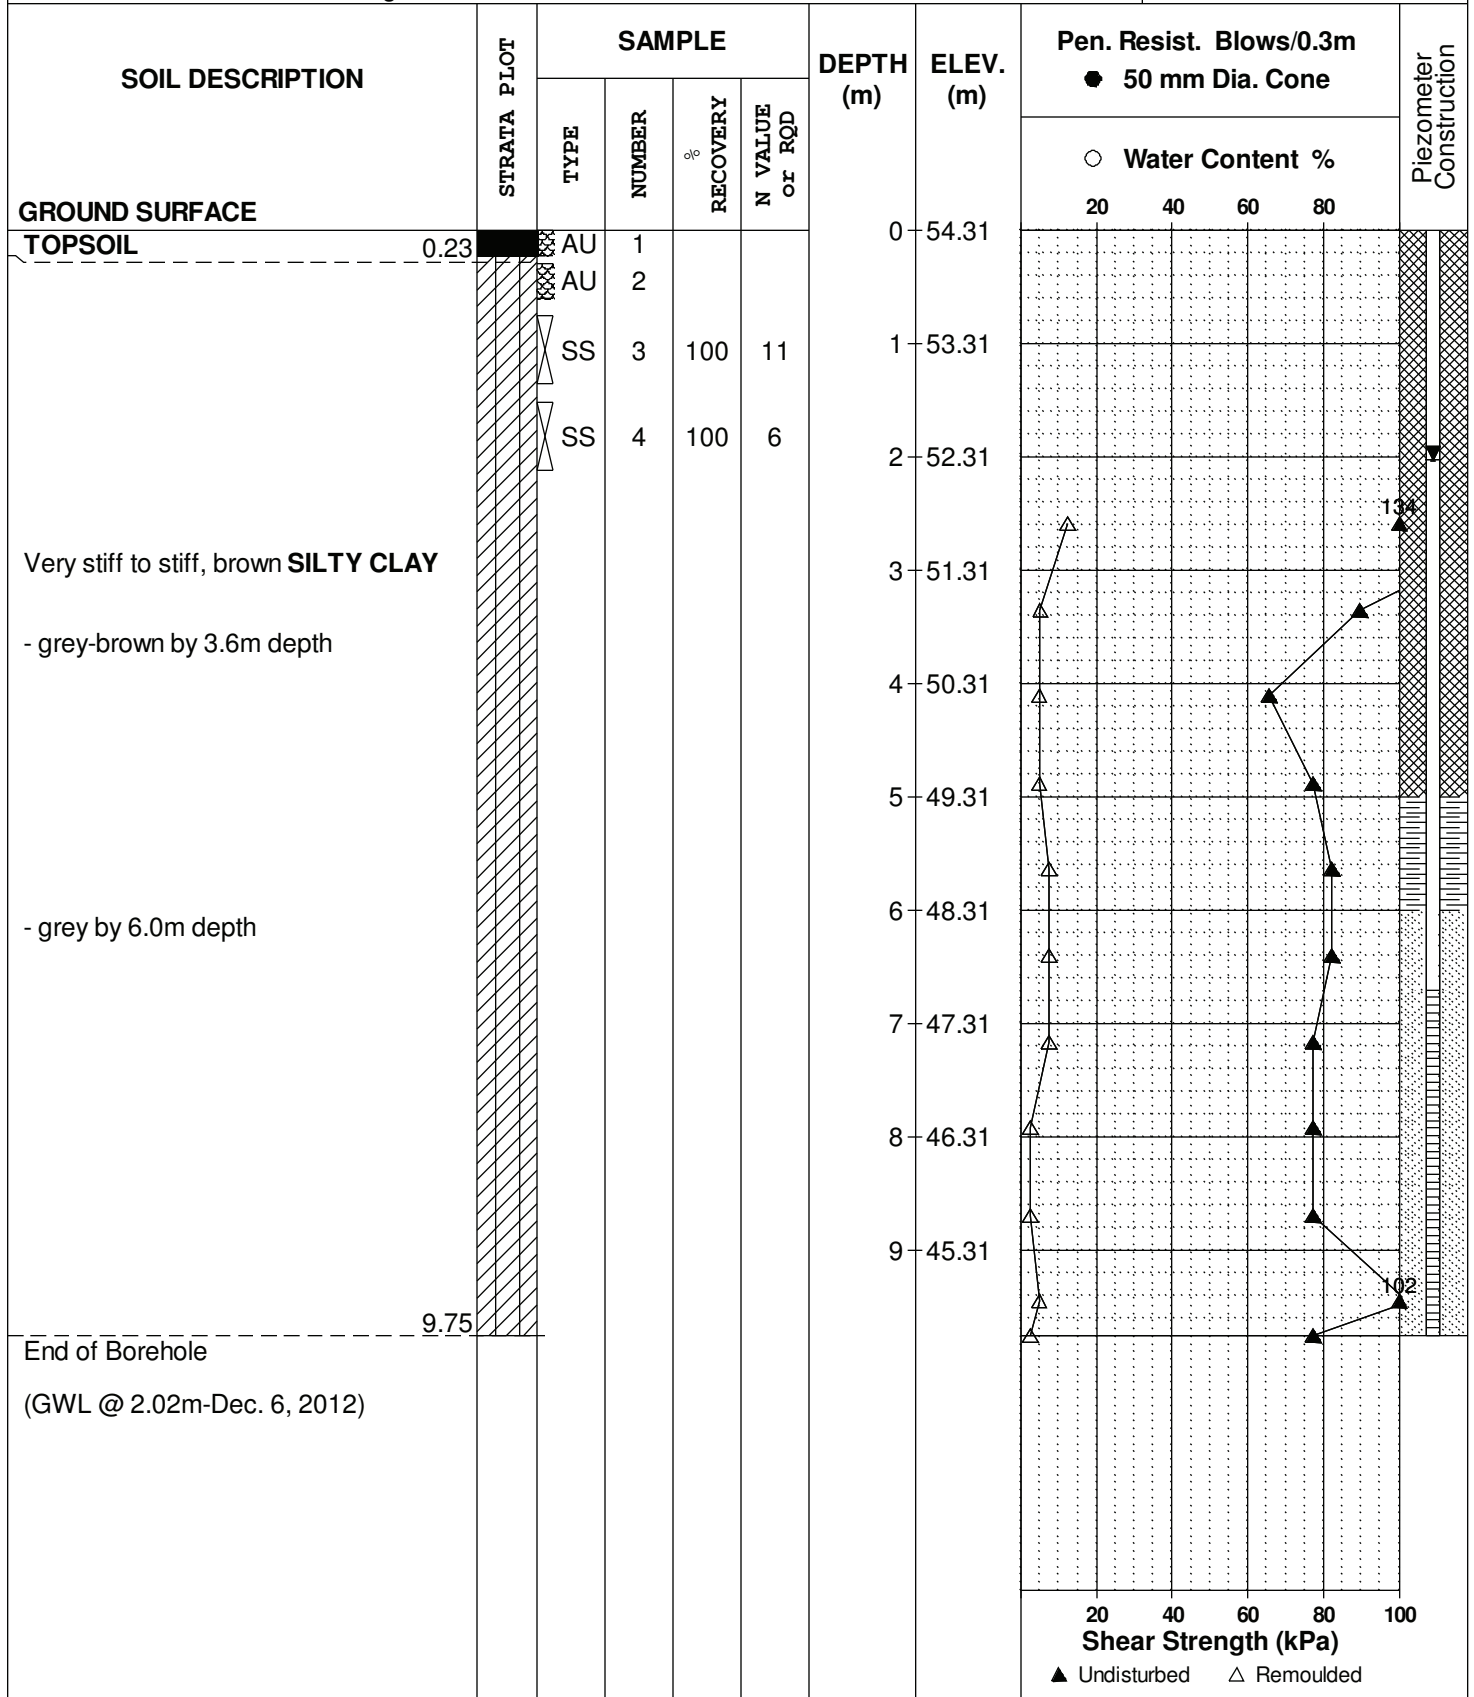 SOIL DESCRIPTION
GROUND SURFACE
STRATA PLOT
SAMPLE
TYPE
NUMBER
%
RECOVERY
N VALUE
or RQD
DEPTH
(m)
ELEV.
(m)
Pen. Resist. Blows/0.3m
● 50 mm Dia. Cone
○ Water Content %
20 40 60 80
Piezometer
Construction
TOPSOIL 0.23
AU 1
AU 2
SS 3 100 11
SS 4 100 6
0 54.31
1 53.31
2 52.31
3 51.31
4 50.31
5 49.31
6 48.31
7 47.31
8 46.31
9 45.31
134
Very stiff to stiff, brown SILTY CLAY
- grey-brown by 3.6m depth
- grey by 6.0m depth
102
9.75
End of Borehole
(GWL @ 2.02m-Dec. 6, 2012)
20 40 60 80 100
Shear Strength (kPa)
▲ Undisturbed △ Remoulded